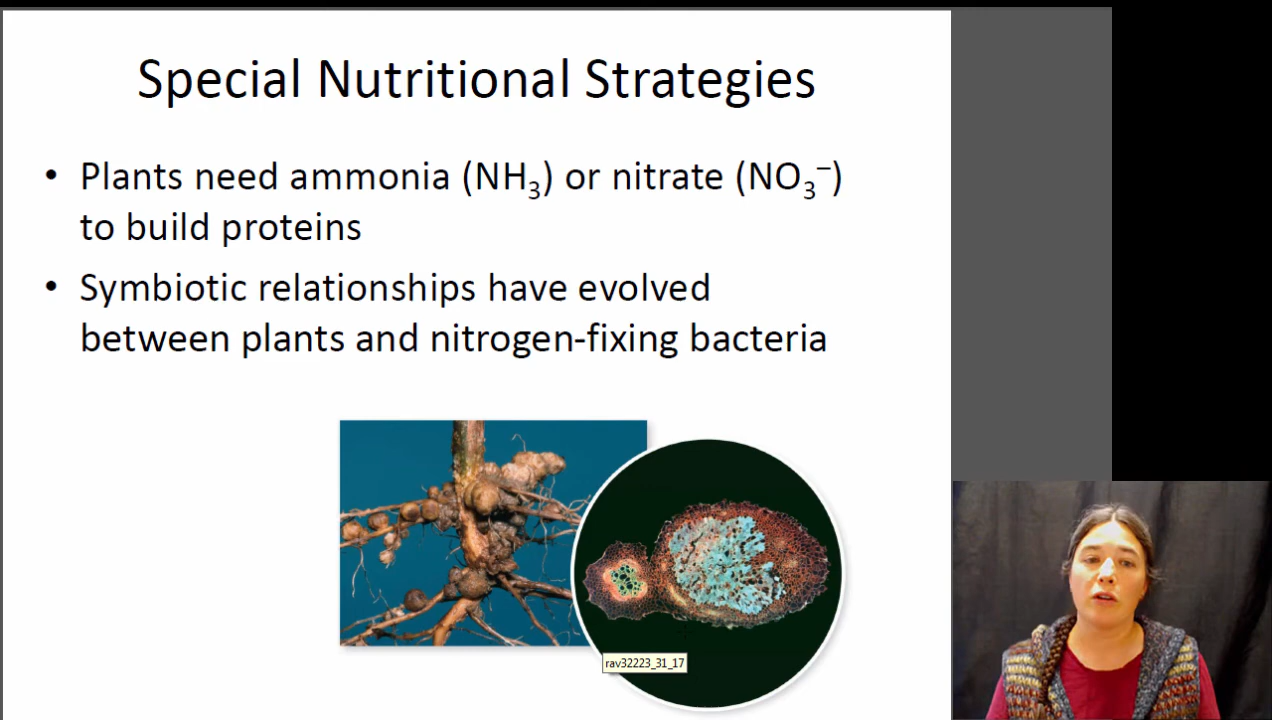 Special Nutritional Strategies
• Plants need ammonia (NH₃) or nitrate (NO₃⁻)
to build proteins
• Symbiotic relationships have evolved
between plants and nitrogen-fixing bacteria
rav32223_31_17